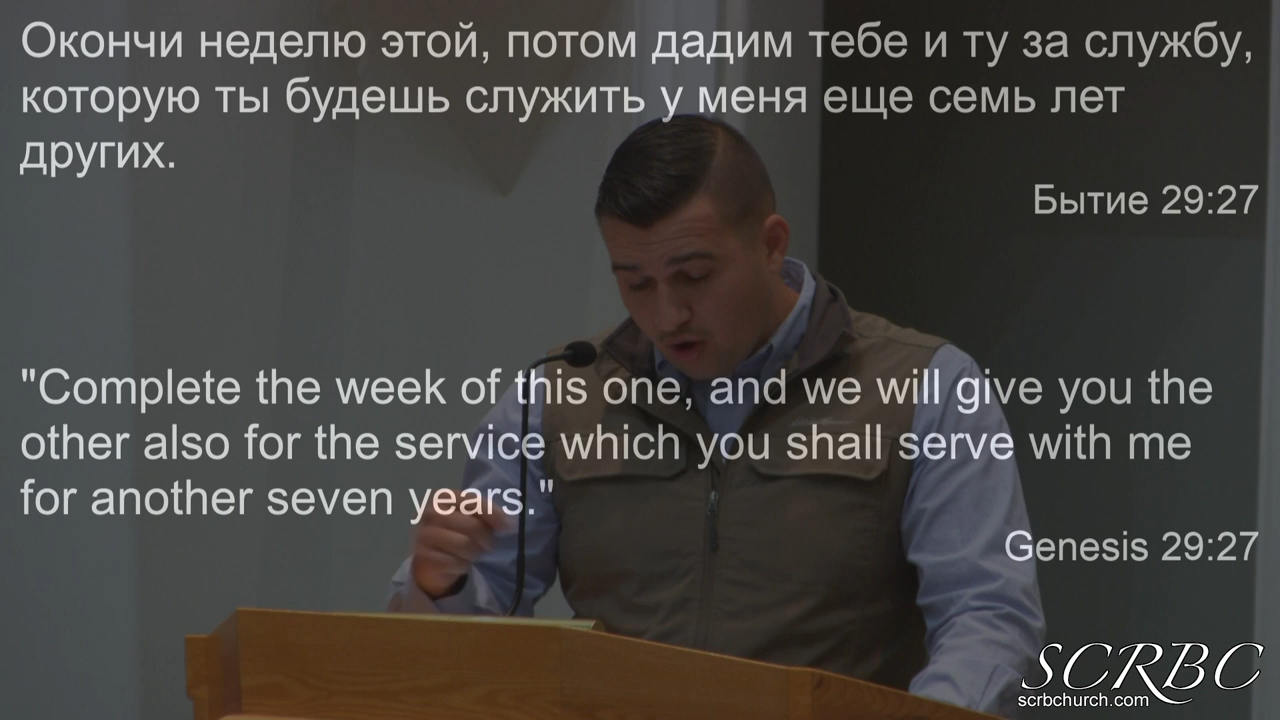 Окончи неделю этой, потом дадим тебе и ту за службу,
которую ты будешь служить у меня еще семь лет
других.
Бытие 29:27
"Complete the week of this one, and we will give you the
other also for the service which you shall serve with me
for another seven years."
Genesis 29:27
SCRBC
scrbchurch.com